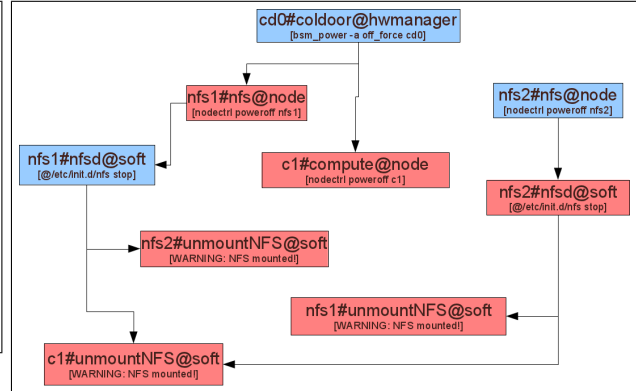 cd0#coldoor@hwmanager
[bsm_power -a off_force cd0]
nfs1#nfs@node
[nodectrl poweroff nfs1]
nfs2#nfs@node
[nodectrl poweroff nfs2]
nfs1#nfsd@soft
[@/etc/init.d/nfs stop]
c1#compute@node
[nodectrl poweroff c1]
nfs2#nfsd@soft
[@/etc/init.d/nfs stop]
nfs2#unmountNFS@soft
[WARNING: NFS mounted!]
nfs1#unmountNFS@soft
[WARNING: NFS mounted!]
c1#unmountNFS@soft
[WARNING: NFS mounted!]